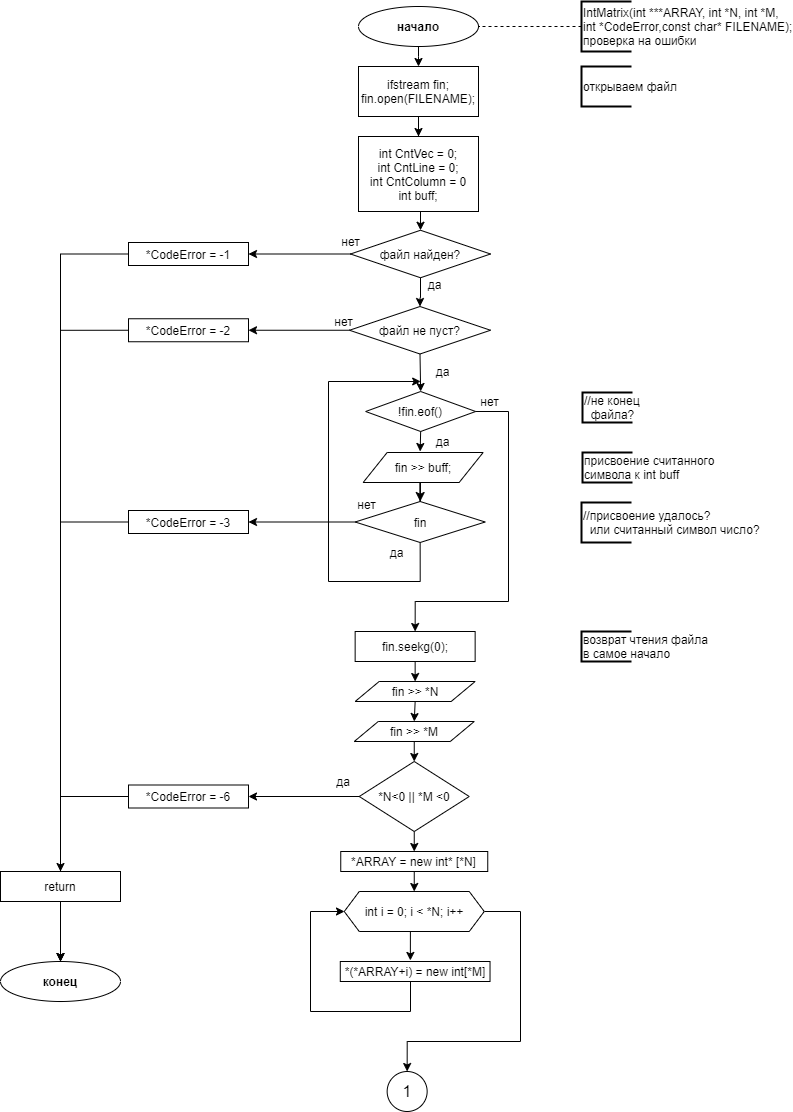 начало
IntMatrix(int ***ARRAY, int *N, int *M,
int *CodeError,const char* FILENAME);
проверка на ошибки
ifstream fin;
fin.open(FILENAME);
открываем файл
int CntVec = 0;
int CntLine = 0;
int CntColumn = 0
int buff;
файл найден?
нет
*CodeError = -1
да
файл не пуст?
нет
*CodeError = -2
да
!fin.eof()
нет
//не конец
файла?
да
fin >> buff;
присвоение считанного
символа к int buff
fin
нет
*CodeError = -3
//присвоение удалось?
или считанный символ число?
да
fin.seekg(0);
возврат чтения файла
в самое начало
fin >> *N
fin >> *M
*N<0 || *M <0
да
*CodeError = -6
*ARRAY = new int* [*N]
return
int i = 0; i < *N; i++
*(*ARRAY+i) = new int[*M]
конец
1